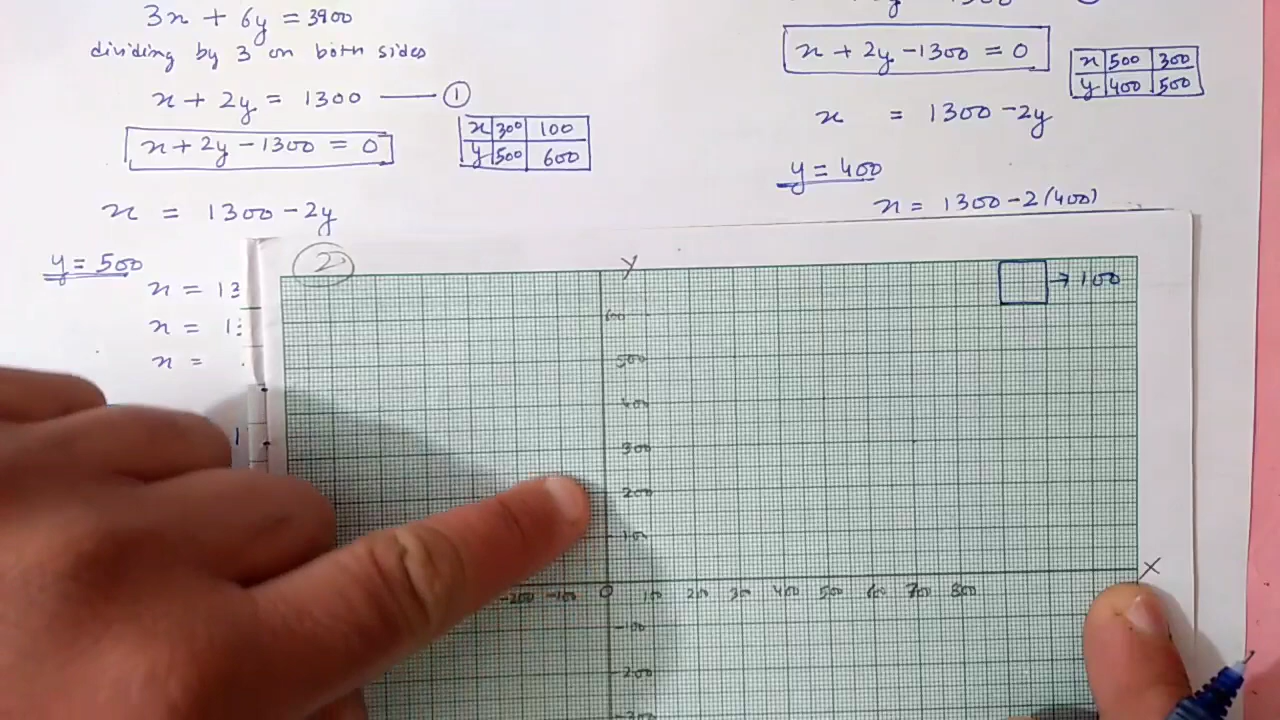 3x + 6y = 3900
dividing by 3 on both sides
x + 2y = 1300 —— ①
x + 2y - 1300 = 0
x 300 100
y 500 600
x = 1300 - 2y
y = 500
x = 13
x =
x =
x + 2y - 1300 = 0
x 500 300
y 400 500
x = 1300 - 2y
y = 400
x = 1300 - 2(400)
2
Y
→ 100
600
500
400
300
200
100
-200 -100 0 100 200 300 400 500 600 700 800
X
-100
-200
-300